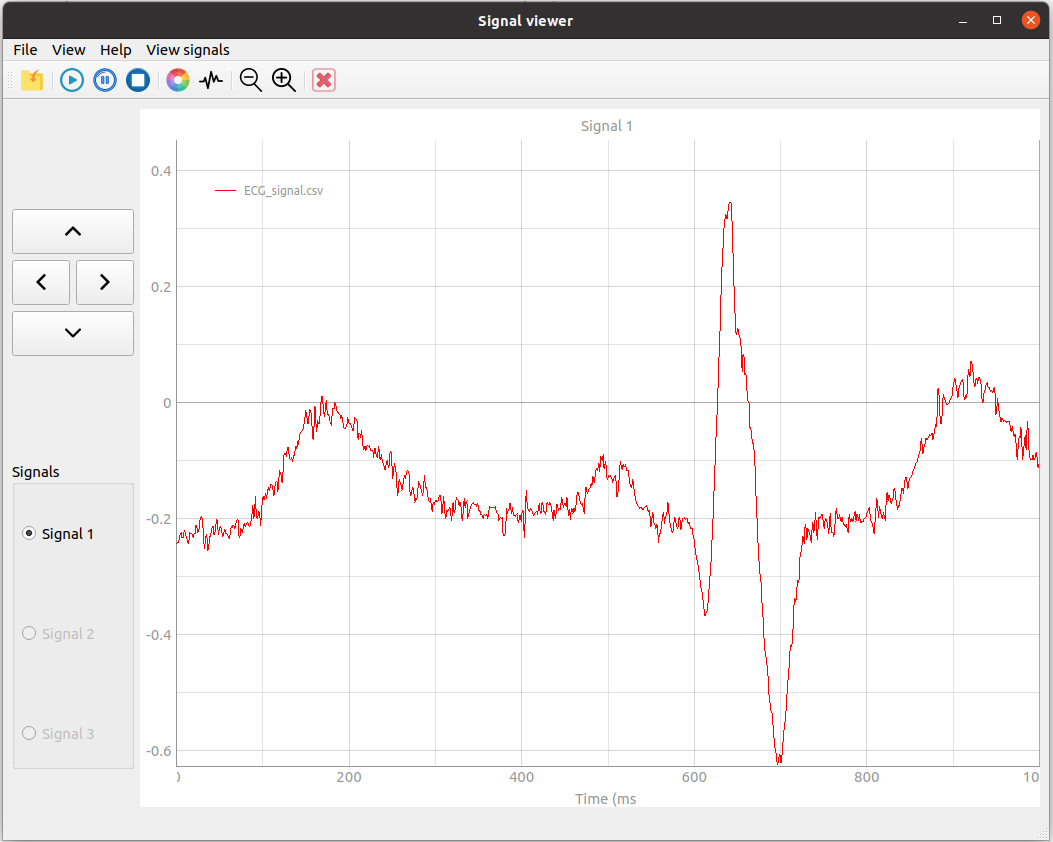 Signal viewer
File View Help View signals
Signal 1
ECG_signal.csv
0.4
0.2
0
-0.2
-0.4
-0.6
200 400 600 800 10
Time (ms
Signals
Signal 1
Signal 2
Signal 3